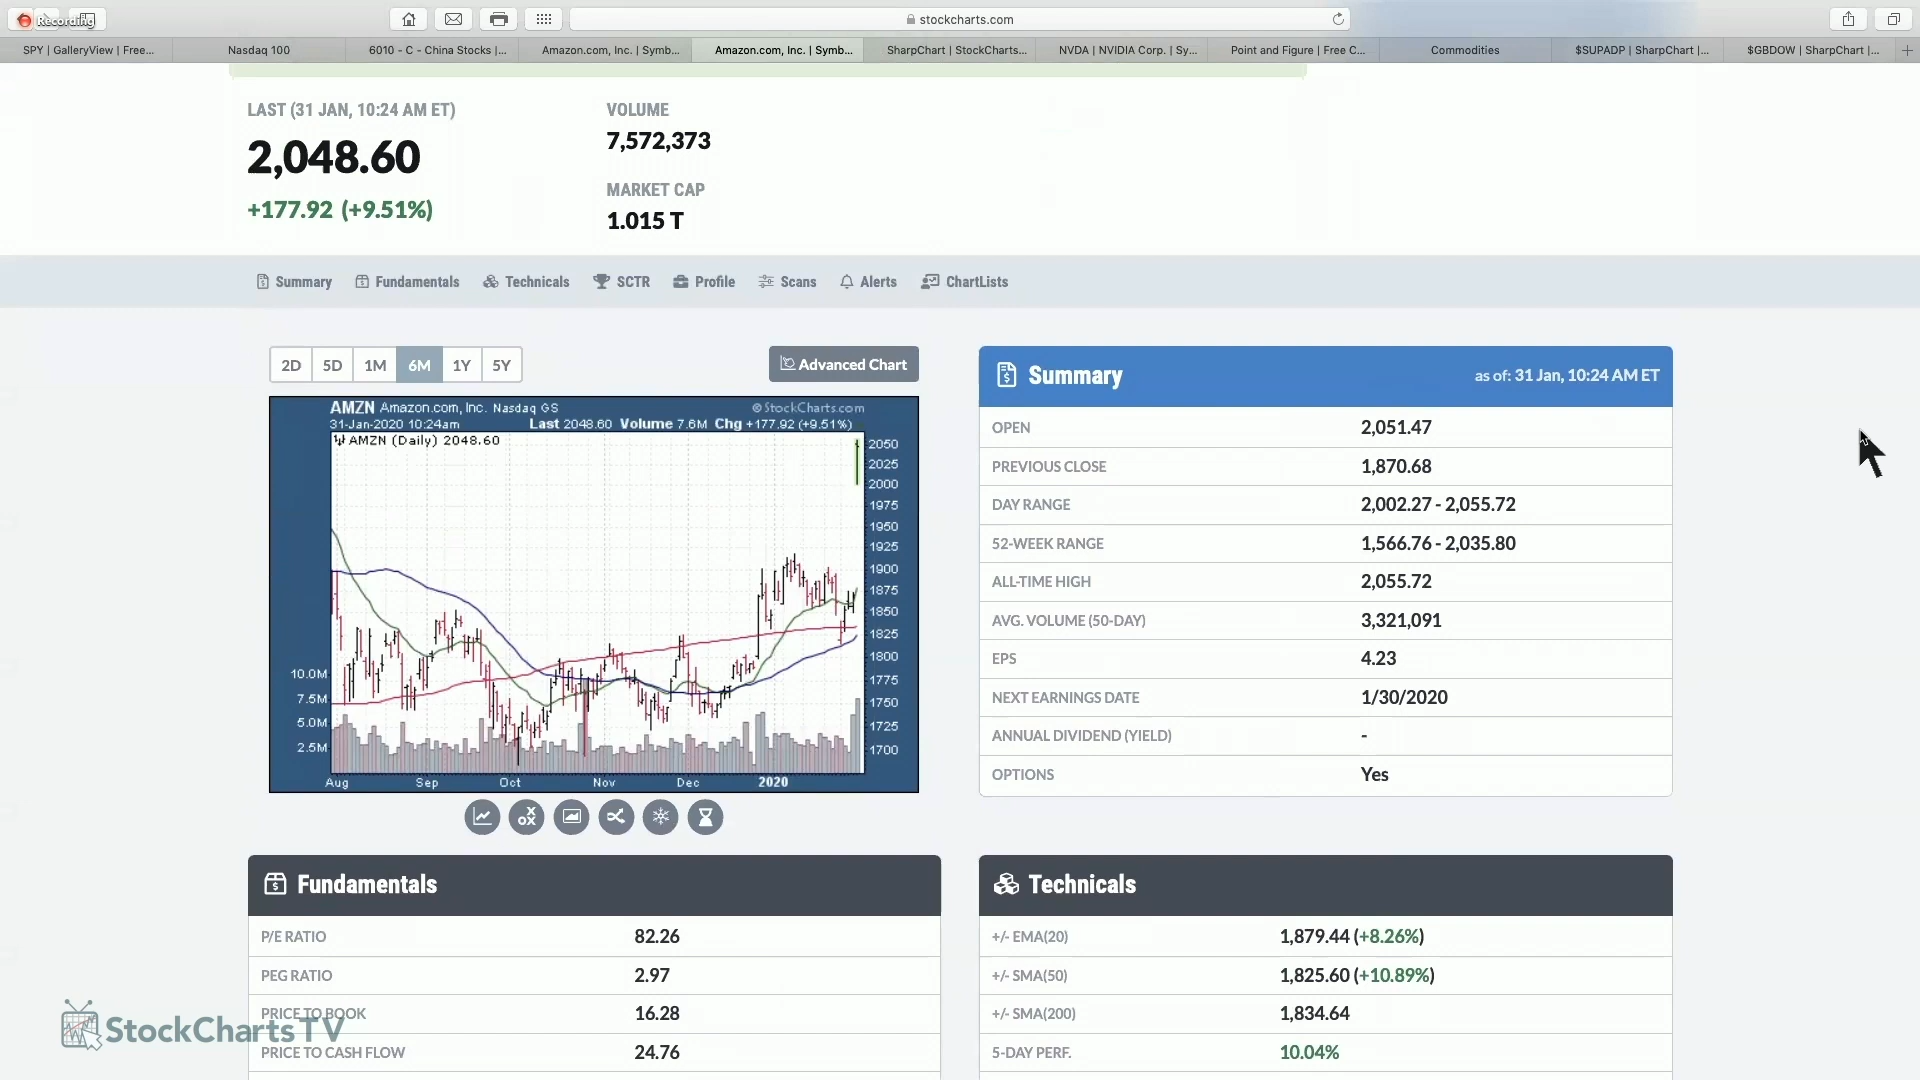 Recording
stockcharts.com
SPY | GalleryView | Free...
Nasdaq 100
6010 - C - China Stocks |...
Amazon.com, Inc. | Symb...
Amazon.com, Inc. | Symb...
SharpChart | StockCharts...
NVDA | NVIDIA Corp. | Sy...
Point and Figure | Free C...
Commodities
$SUPADP | SharpChart |...
$GBDOW | SharpChart |...
LAST (31 JAN, 10:24 AM ET)
2,048.60
+177.92 (+9.51%)
VOLUME
7,572,373
MARKET CAP
1.015 T
Summary Fundamentals Technicals SCTR Profile Scans Alerts ChartLists
2D 5D 1M 6M 1Y 5Y
Advanced Chart
AMZN Amazon.com, Inc. Nasdaq GS © StockCharts.com
31-Jan-2020 10:24am Last 2048.60 Volume 7.6M Chg +177.92 (+9.51%)
AMZN (Daily) 2048.60
2050
2025
2000
1975
1950
1925
1900
1875
1850
1825
1800
1775
1750
1725
1700
10.0M
7.5M
5.0M
2.5M
Aug Sep Oct Nov Dec 2020
OX X
Summary as of: 31 Jan, 10:24 AM ET
OPEN 2,051.47
PREVIOUS CLOSE 1,870.68
DAY RANGE 2,002.27 - 2,055.72
52-WEEK RANGE 1,566.76 - 2,035.80
ALL-TIME HIGH 2,055.72
AVG. VOLUME (50-DAY) 3,321,091
EPS 4.23
NEXT EARNINGS DATE 1/30/2020
ANNUAL DIVIDEND (YIELD) -
OPTIONS Yes
Fundamentals
P/E RATIO 82.26
PEG RATIO 2.97
PRICE TO BOOK 16.28
PRICE TO CASH FLOW 24.76
Technicals
+/- EMA(20) 1,879.44 (+8.26%)
+/- SMA(50) 1,825.60 (+10.89%)
+/- SMA(200) 1,834.64
5-DAY PERF. 10.04%
StockChartsTV